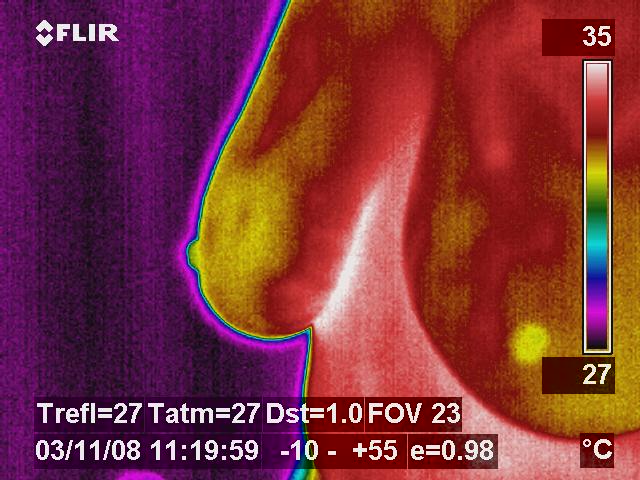 FLIR
35
27
Trefl=27 Tatm=27 Dst=1.0 FOV 23
03/11/08 11:19:59 -10 - +55 e=0.98 °C